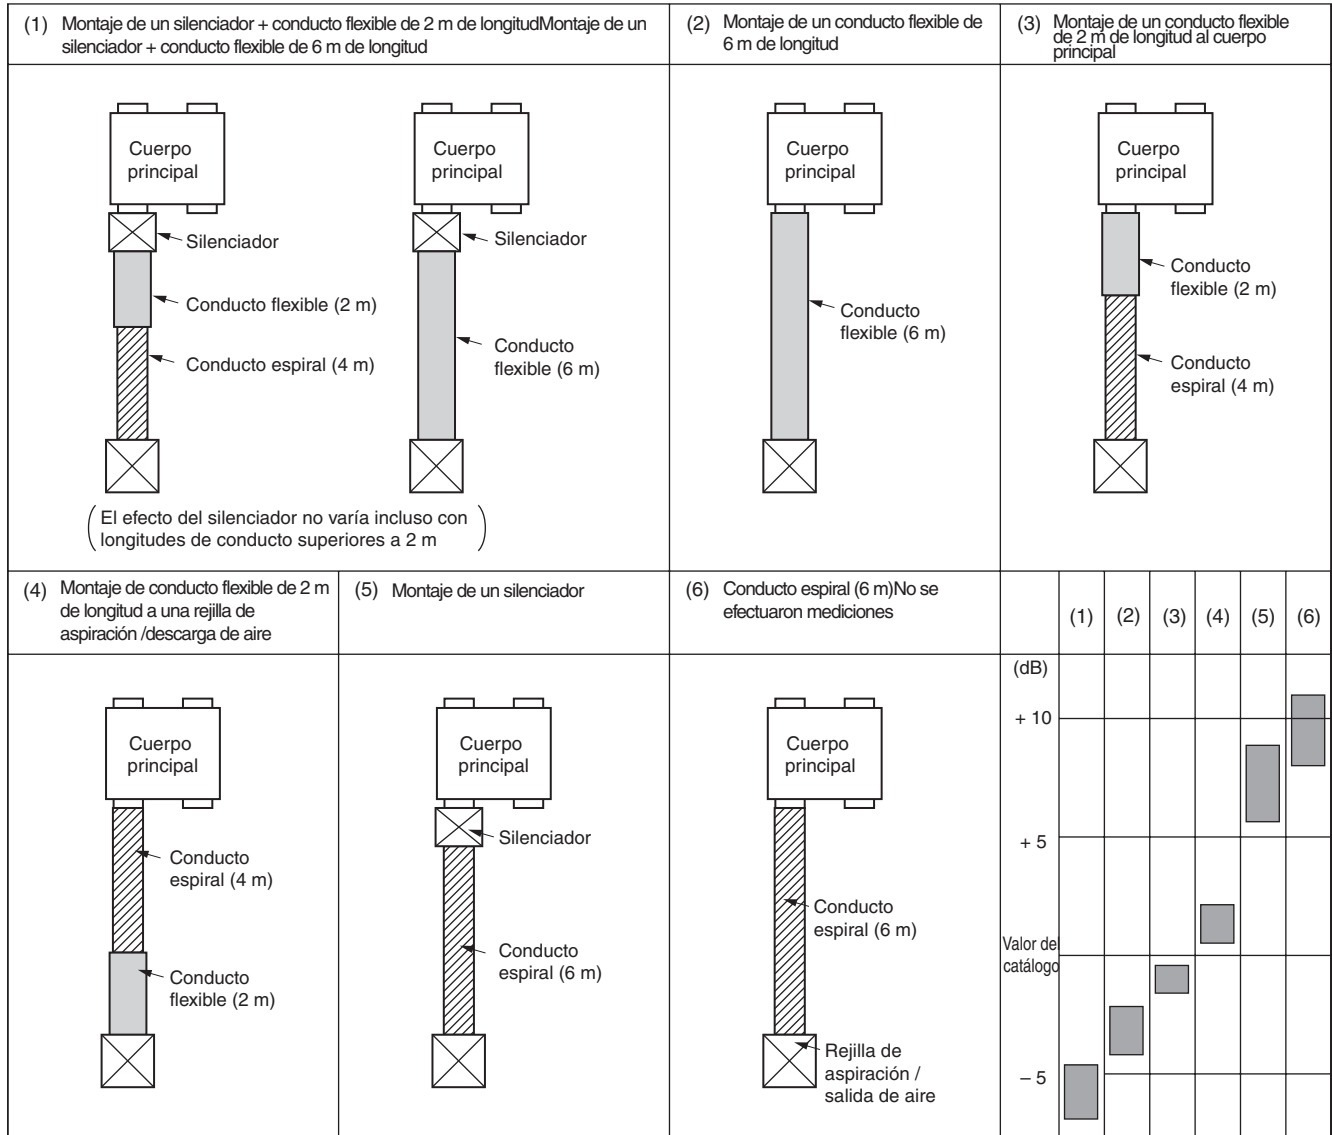 (1) Montaje de un silenciador + conducto flexible de 2 m de longitudMontaje de un
silenciador + conducto flexible de 6 m de longitud
(2) Montaje de un conducto flexible de
6 m de longitud
(3) Montaje de un conducto flexible
de 2 m de longitud al cuerpo
principal
Cuerpo
principal
Silenciador
Conducto flexible (2 m)
Conducto espiral (4 m)
Cuerpo
principal
Silenciador
Conducto
flexible (6 m)
(El efecto del silenciador no varía incluso con
longitudes de conducto superiores a 2 m)
Cuerpo
principal
Conducto
flexible (6 m)
Cuerpo
principal
Conducto
flexible (2 m)
Conducto
espiral (4 m)
(4) Montaje de conducto flexible de 2 m
de longitud a una rejilla de
aspiración /descarga de aire
(5) Montaje de un silenciador
(6) Conducto espiral (6 m)No se
efectuaron mediciones
Cuerpo
principal
Conducto
espiral (4 m)
Conducto
flexible (2 m)
Cuerpo
principal
Silenciador
Conducto
espiral (6 m)
Cuerpo
principal
Conducto
espiral (6 m)
Rejilla de
aspiración /
salida de aire
(1) (2) (3) (4) (5) (6)
(dB)
+ 10
+ 5
Valor del
catálogo
– 5